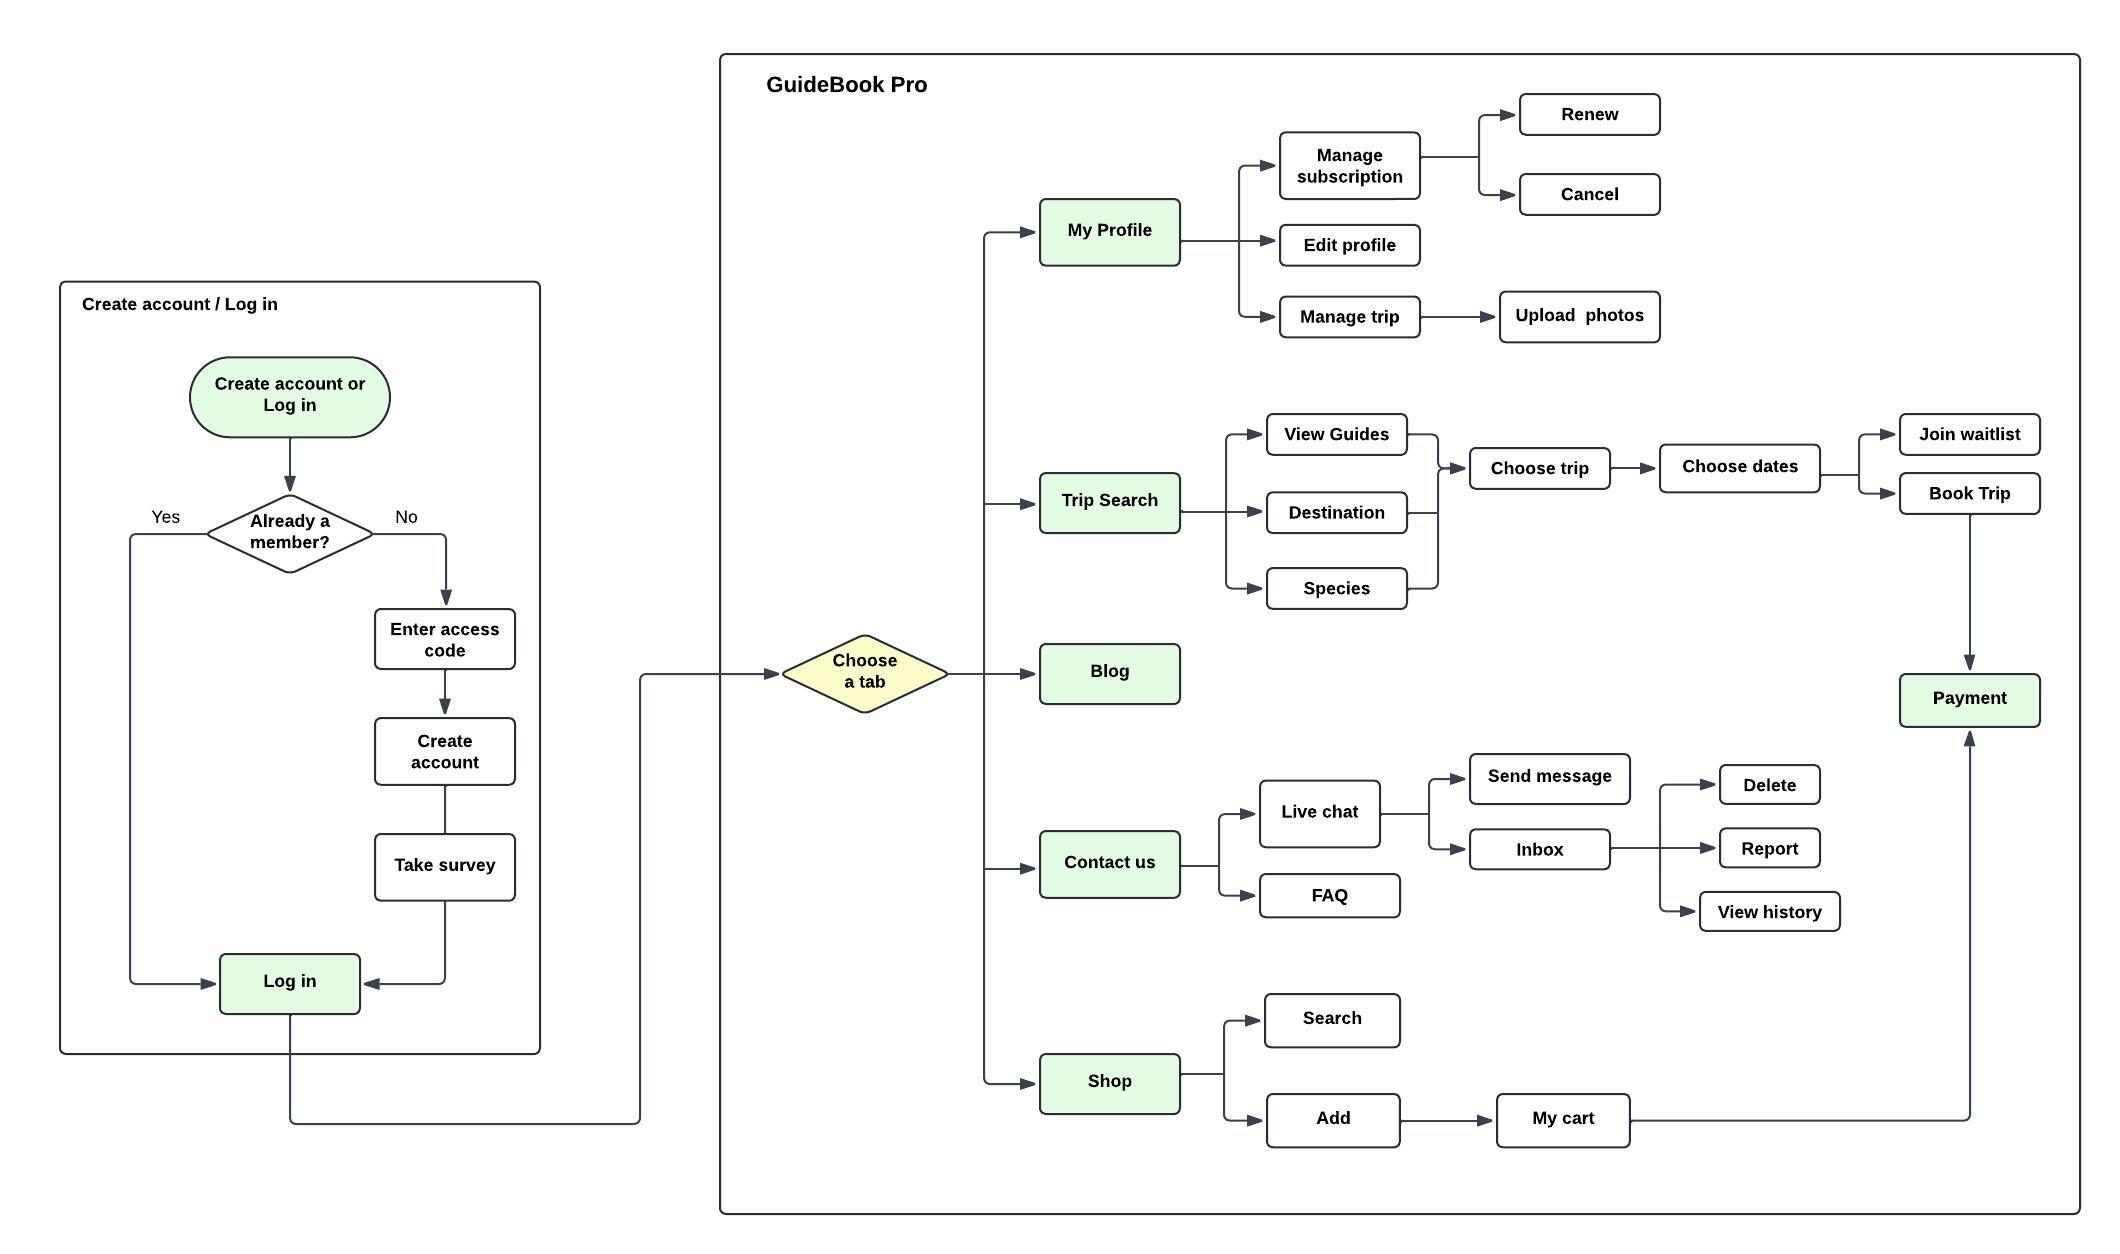 GuideBook Pro
Renew
Manage
subscription
Cancel
My Profile
Edit profile
Manage trip
Upload  photos
Create account / Log in
Create account or
Log in
Already a
member?
Yes
No
Enter access
code
Create
account
Take survey
Log in
Choose
a tab
View Guides
Choose trip
Choose dates
Join waitlist
Book Trip
Trip Search
Destination
Species
Blog
Payment
Contact us
Live chat
Send message
Inbox
Delete
Report
View history
FAQ
Shop
Search
Add
My cart